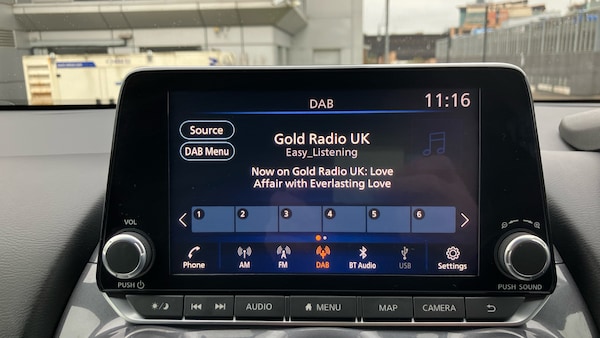 DAB
11:16
Source
DAB Menu
Gold Radio UK
Easy_Listening
Now on Gold Radio UK: Love
Affair with Everlasting Love
1 2 3 4 5 6
Phone AM FM DAB BT Audio USB Settings
VOL
PUSH
PUSH SOUND
AUDIO MENU MAP CAMERA